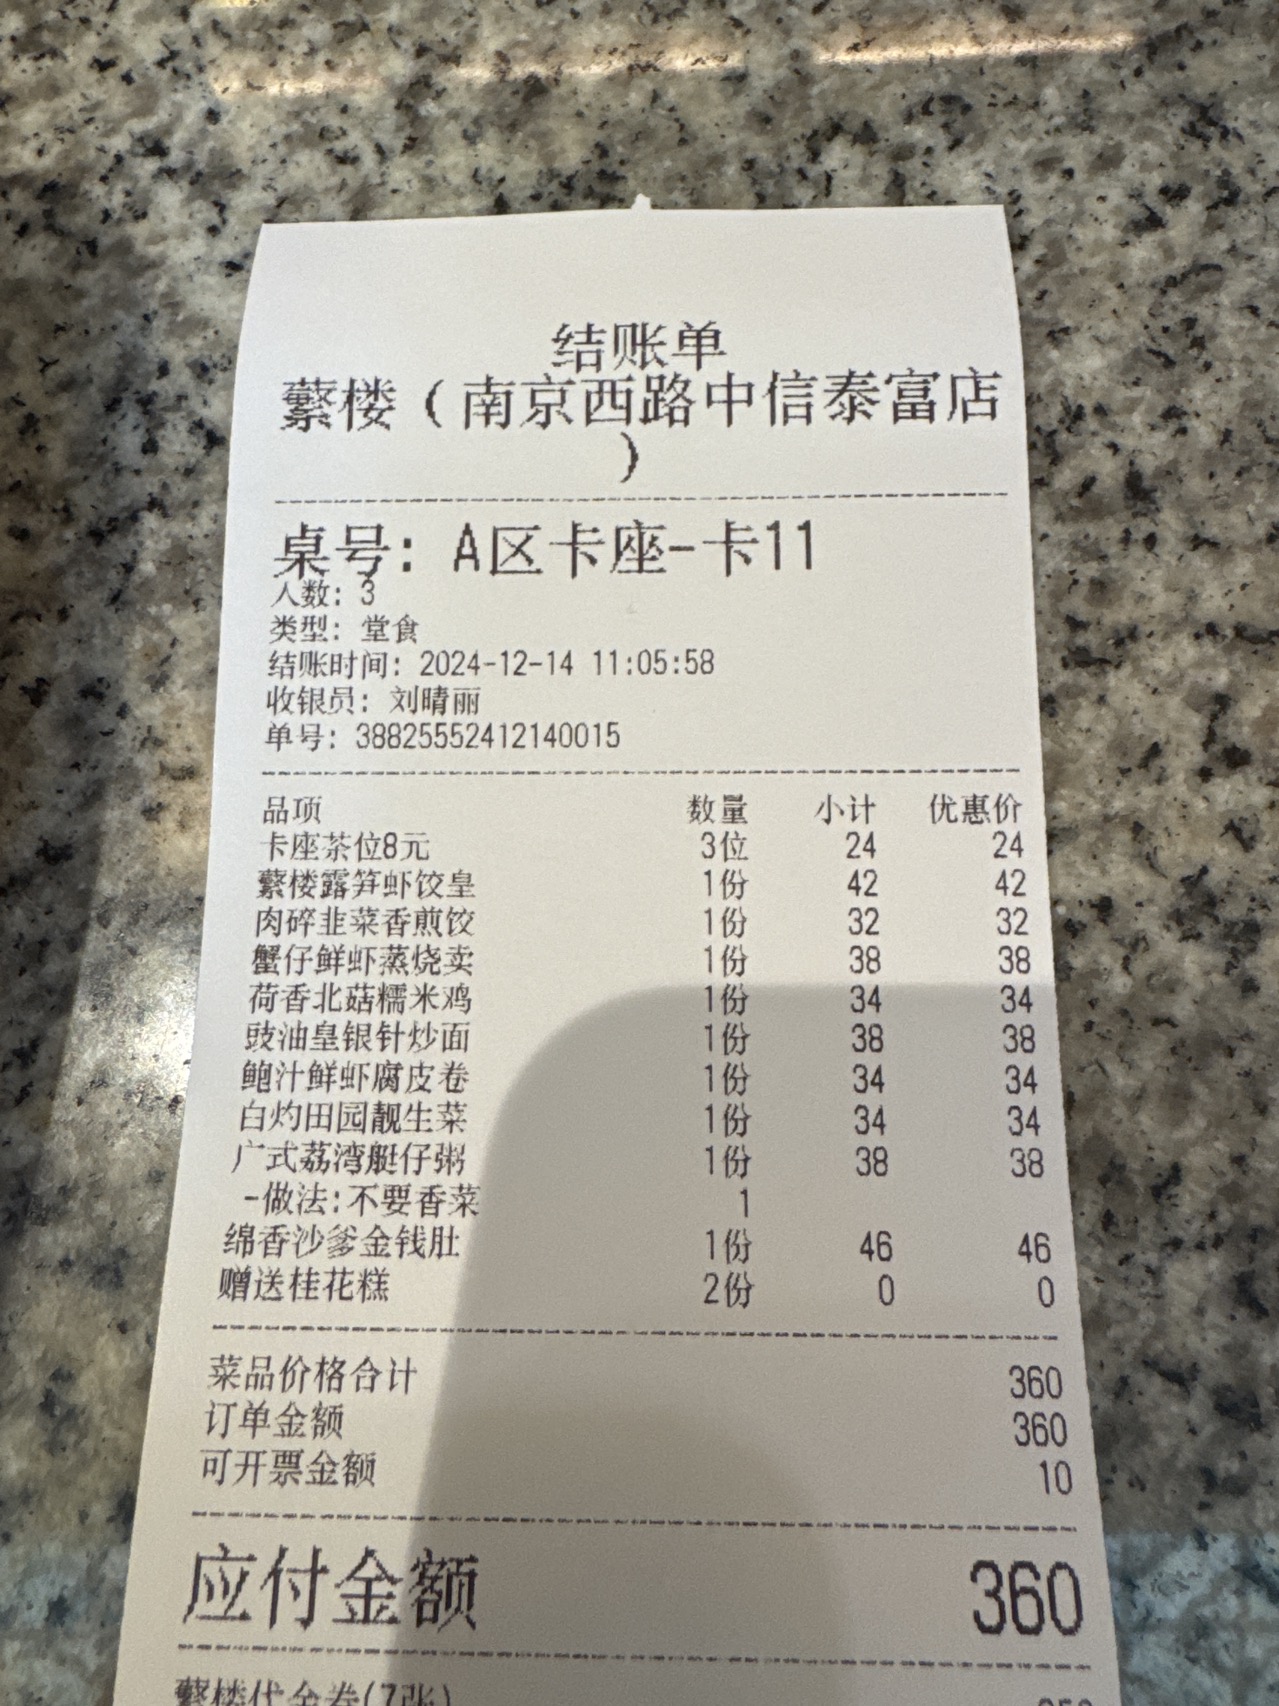 结账单
蘩楼（南京西路中信泰富店
）
桌号: A区卡座-卡11
人数: 3
类型: 堂食
结账时间: 2024-12-14 11:05:58
收银员: 刘晴丽
单号: 38825552412140015
品项 数量 小计 优惠价
卡座茶位8元 3位 24 24
蘩楼露笋虾饺皇 1份 42 42
肉碎韭菜香煎饺 1份 32 32
蟹仔鲜虾蒸烧卖 1份 38 38
荷香北菇糯米鸡 1份 34 34
豉油皇银针炒面 1份 38 38
鲍汁鲜虾腐皮卷 1份 34 34
白灼田园靓生菜 1份 34 34
广式荔湾艇仔粥 1份 38 38
-做法:不要香菜 1
绵香沙爹金钱肚 1份 46 46
赠送桂花糕 2份 0 0
菜品价格合计 360
订单金额 360
可开票金额 10
应付金额 360
蘩楼代金券(7张)